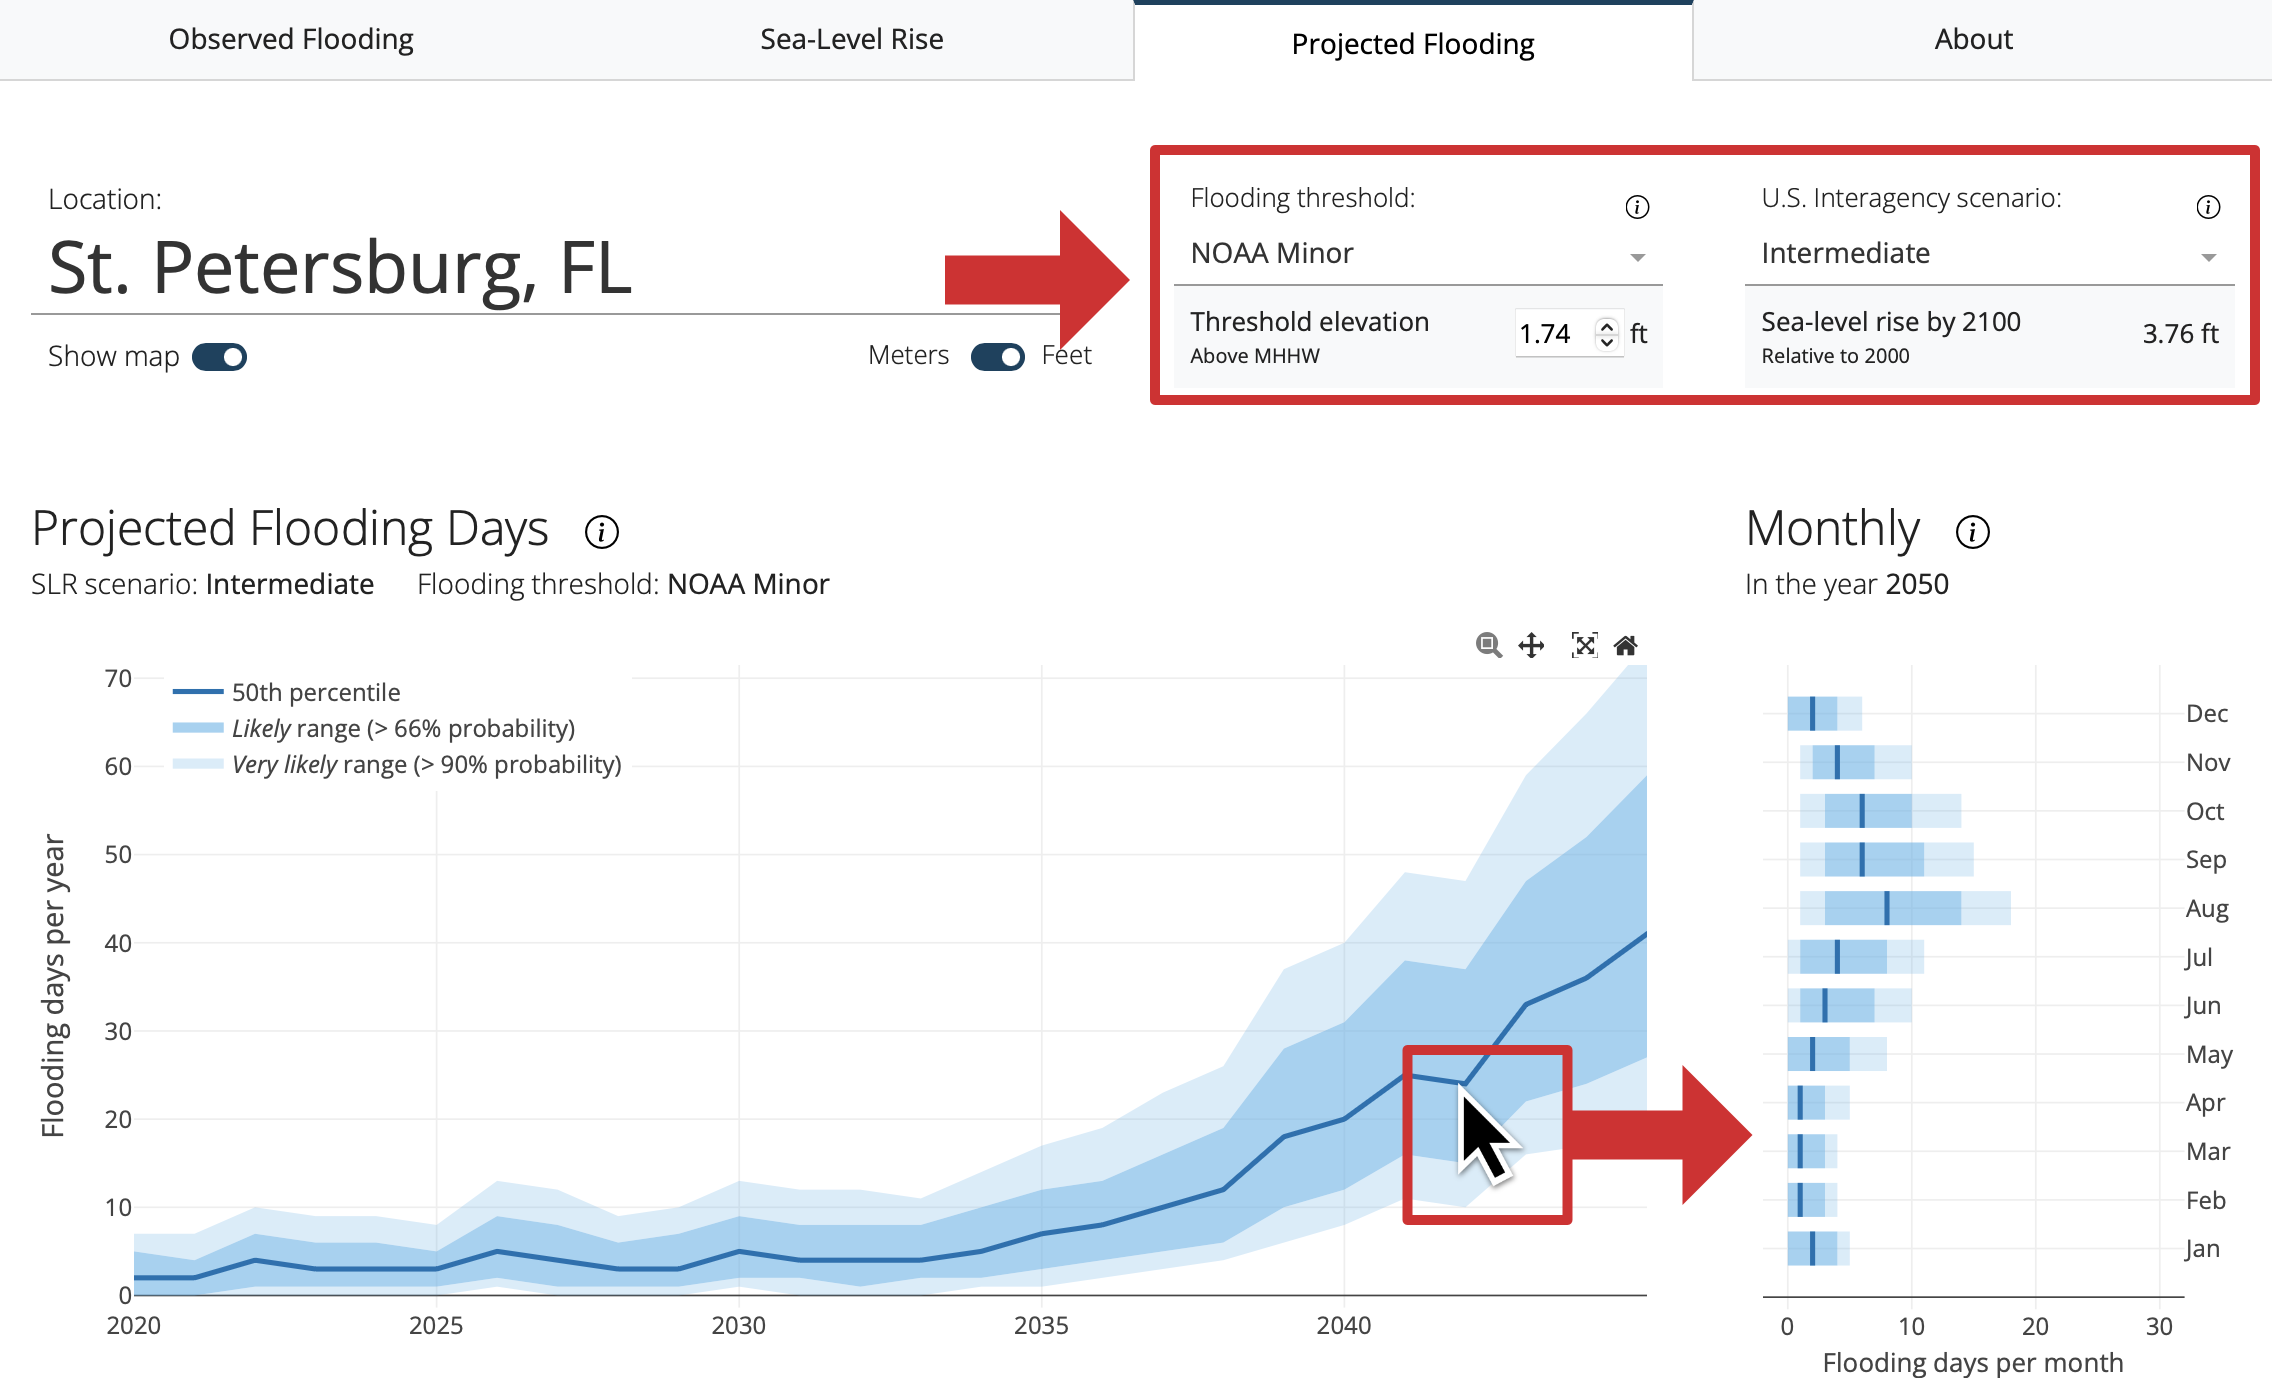 Observed Flooding
Sea-Level Rise
Projected Flooding
About
Location:
St. Petersburg, FL
Show map
Meters
Feet
Flooding threshold:
NOAA Minor
Threshold elevation
Above MHHW
1.74
ft
U.S. Interagency scenario:
Intermediate
Sea-level rise by 2100
Relative to 2000
3.76 ft
Projected Flooding Days
SLR scenario: Intermediate
Flooding threshold: NOAA Minor
50th percentile
Likely range (> 66% probability)
Very likely range (> 90% probability)
Flooding days per year
70
60
50
40
30
20
10
0
2020
2025
2030
2035
2040
Monthly
In the year 2050
Dec
Nov
Oct
Sep
Aug
Jul
Jun
May
Apr
Mar
Feb
Jan
0
10
20
30
Flooding days per month